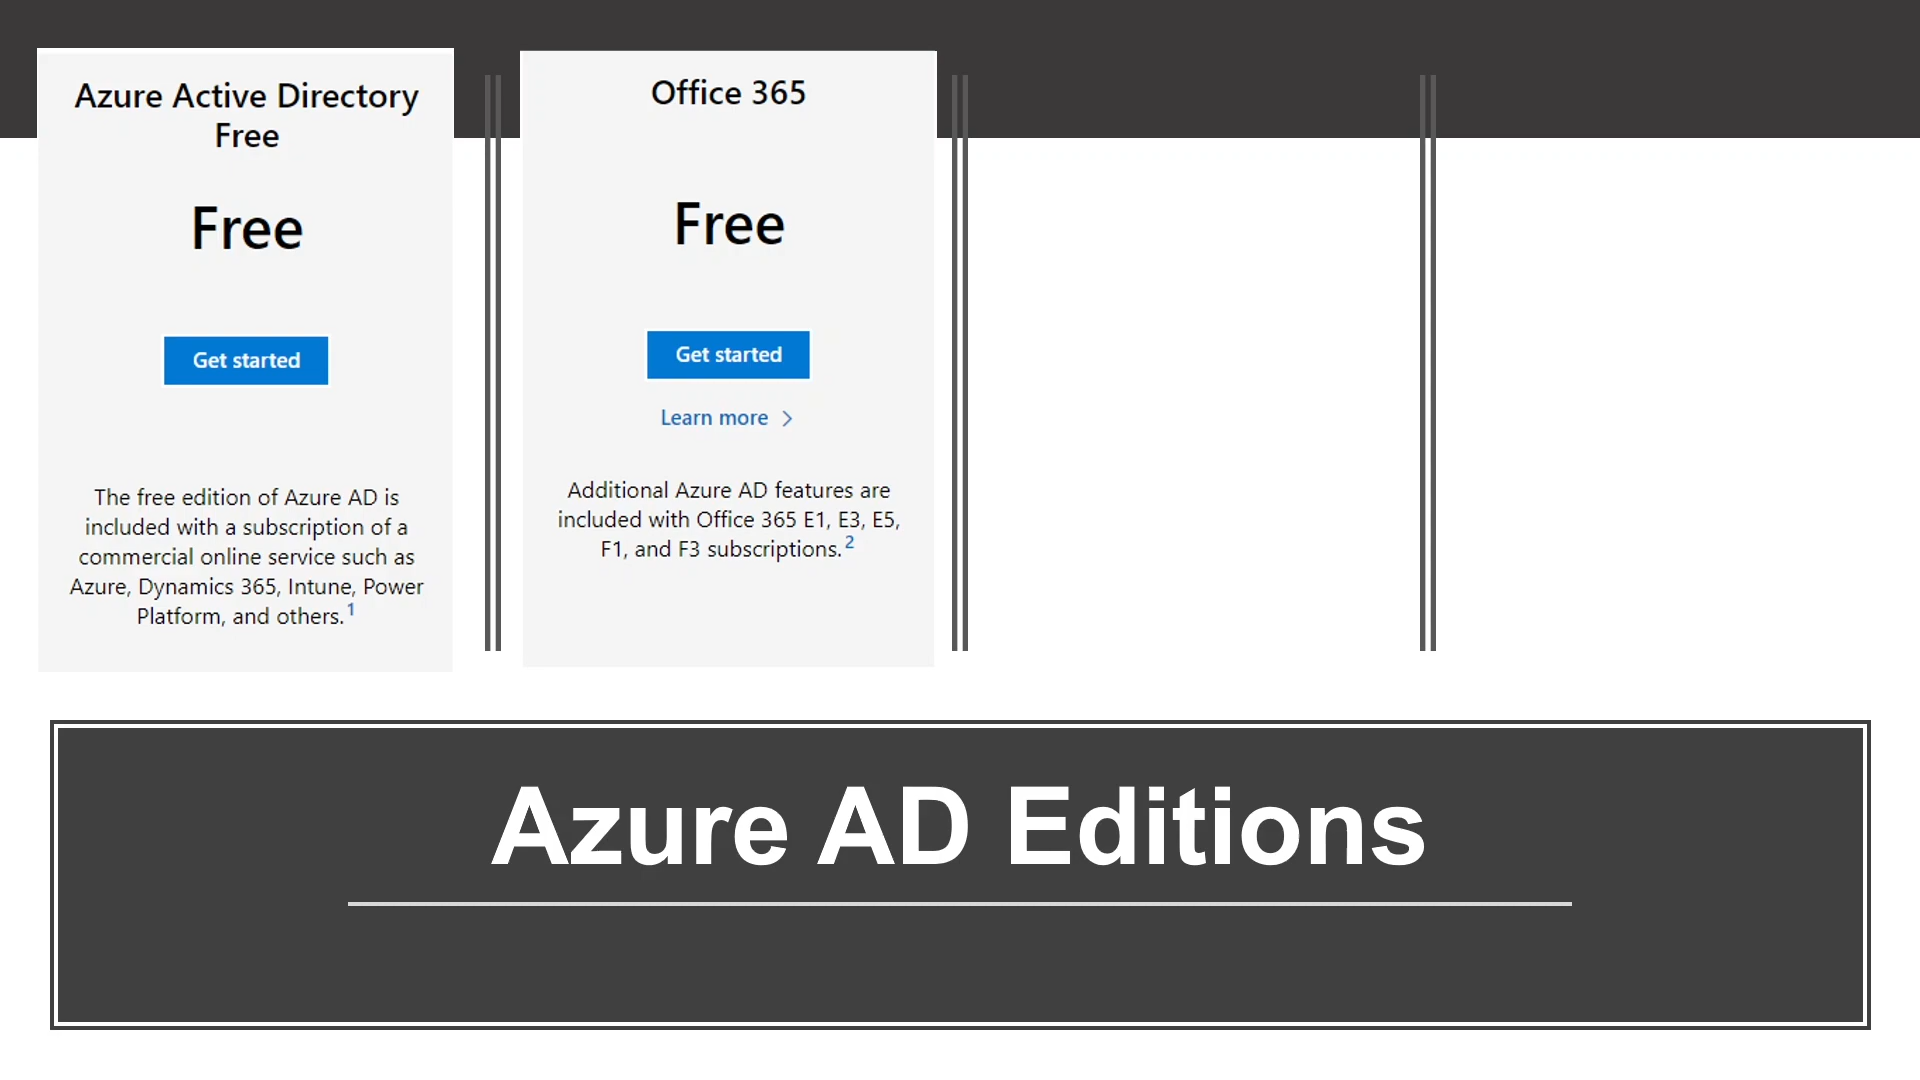 Azure Active Directory
Free
Free
Get started
The free edition of Azure AD is
included with a subscription of a
commercial online service such as
Azure, Dynamics 365, Intune, Power
Platform, and others.1
Office 365
Free
Get started
Learn more >
Additional Azure AD features are
included with Office 365 E1, E3, E5,
F1, and F3 subscriptions.2
Azure AD Editions